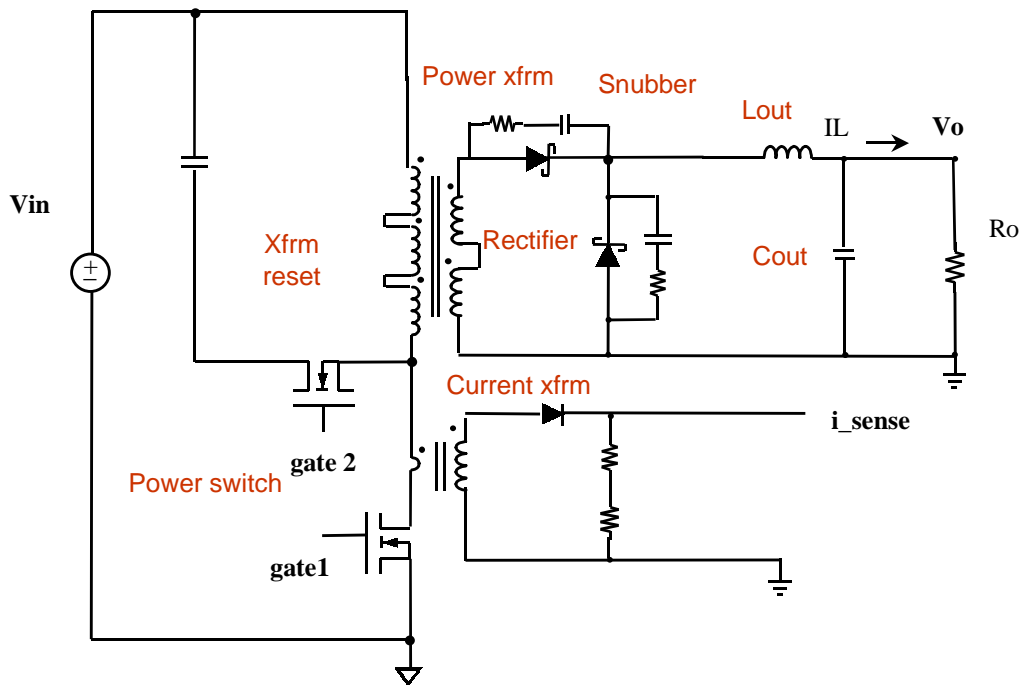 Power xfrm
Snubber
Lout
IL
Vo
Vin
Xfrm
reset
Rectifier
Cout
Ro
+
−
Current xfrm
i_sense
gate 2
Power switch
gate1